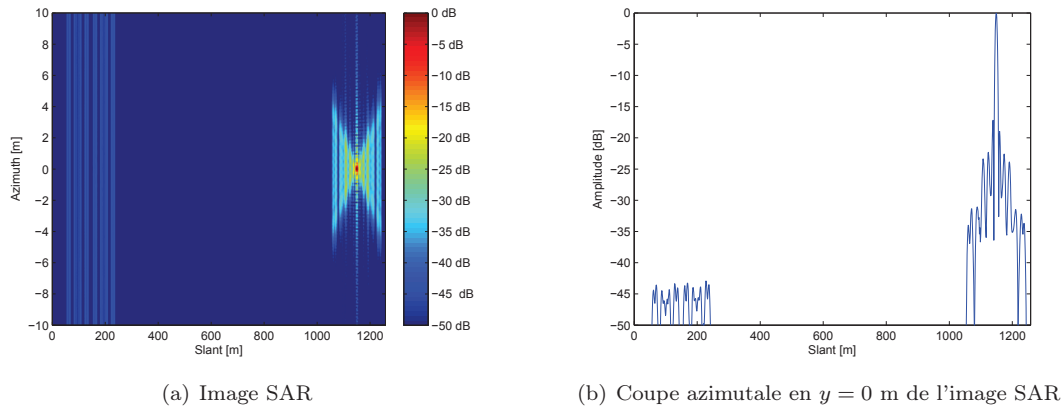 10
8
6
4
2
0
−2
−4
−6
−8
−10
Azimuth [m]
0
200
400
600
800
1000
1200
Slant [m]
0 dB
−5 dB
−10 dB
−15 dB
−20 dB
−25 dB
−30 dB
−35 dB
−40 dB
−45  dB
−50 dB
0
−5
−10
−15
−20
−25
−30
−35
−40
−45
−50
Amplitude [dB]
0
200
400
600
800
1000
1200
Slant [m]
(a) Image SAR
(b) Coupe azimutale en y = 0 m de l'image SAR